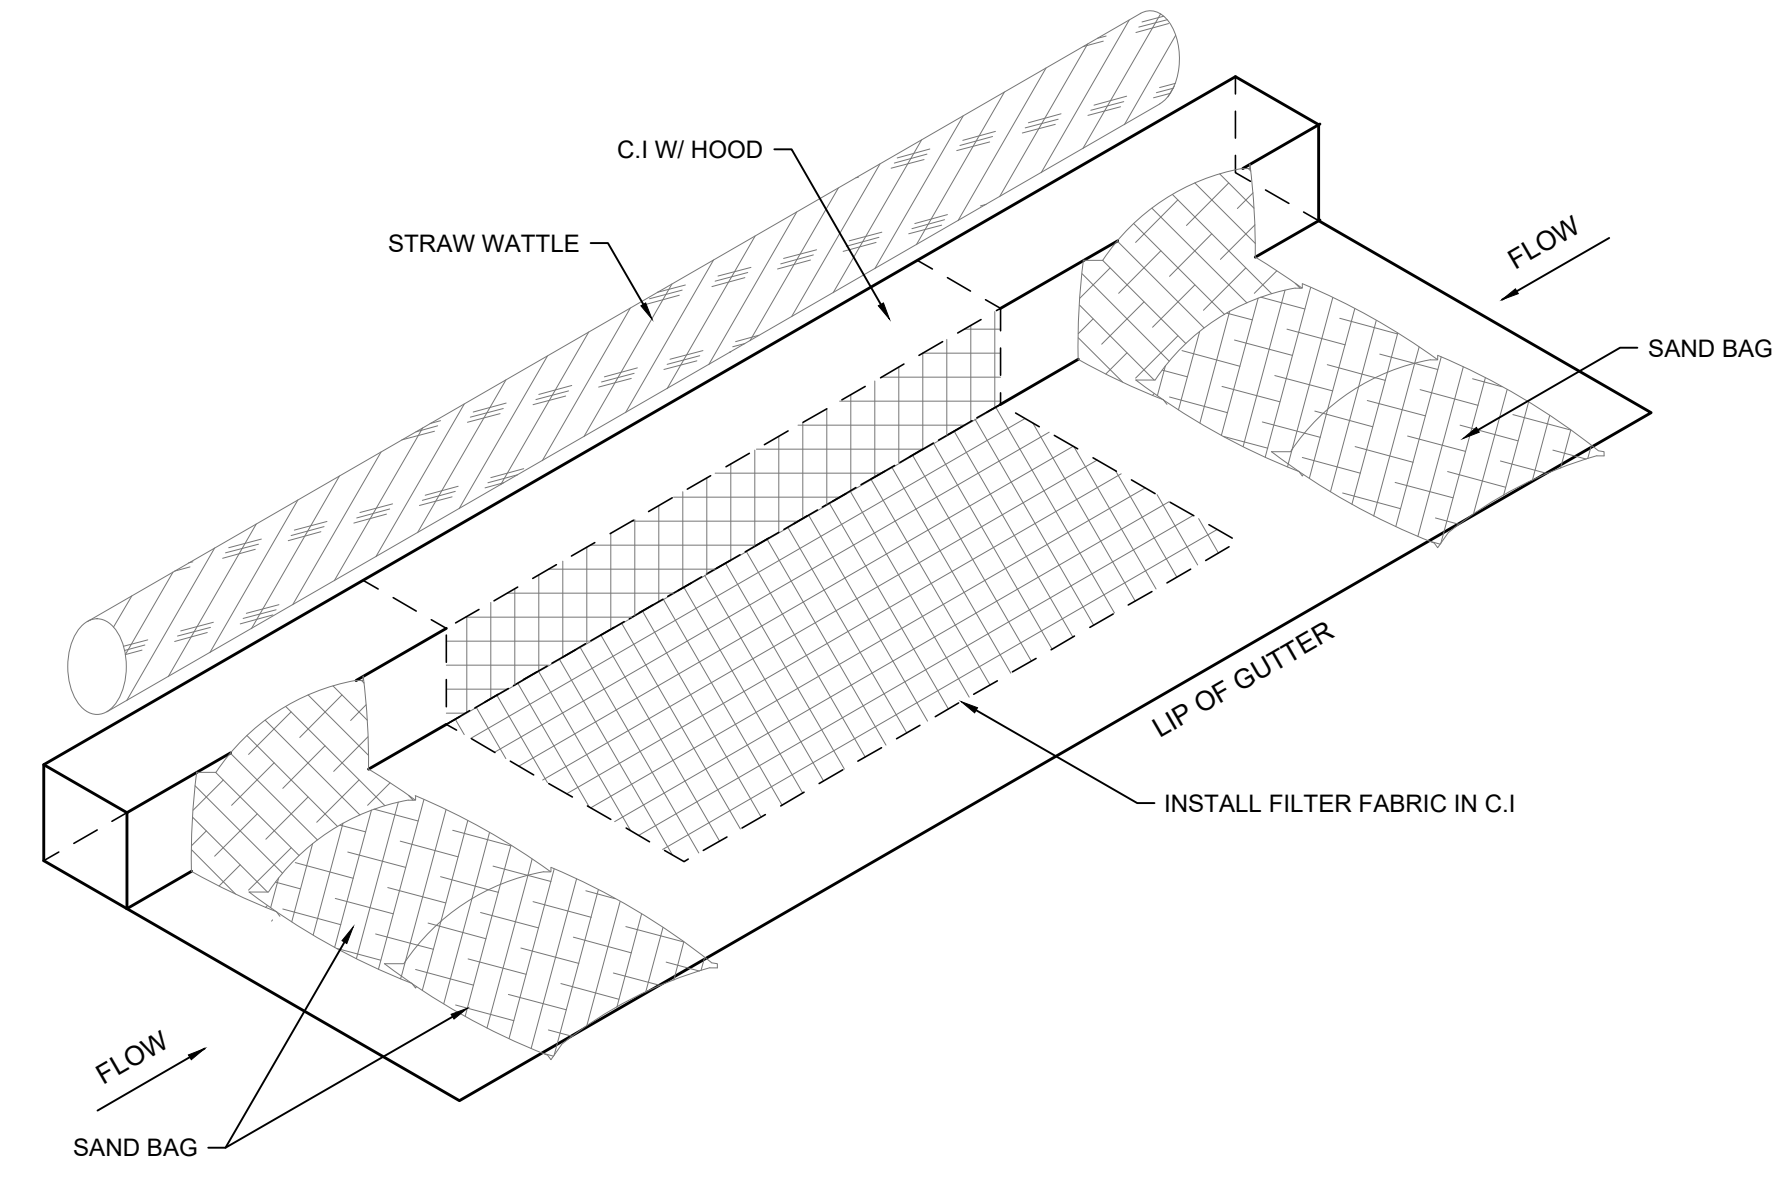 C.I W/ HOOD
STRAW WATTLE
FLOW
SAND BAG
LIP OF GUTTER
INSTALL FILTER FABRIC IN C.I
FLOW
SAND BAG